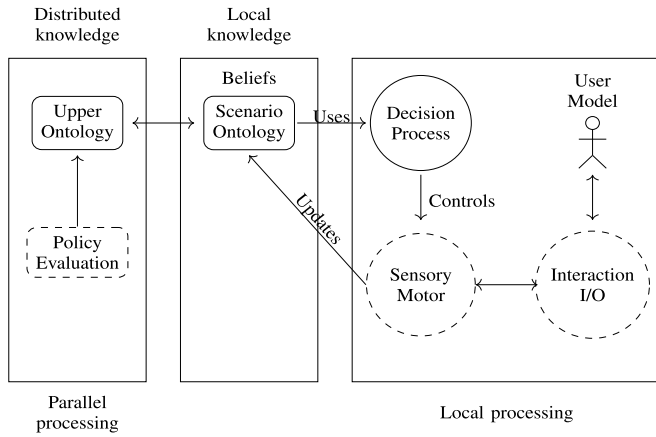 Distributed
knowledge
Local
knowledge
Beliefs
Upper
Ontology
Scenario
Ontology
Uses
Decision
Process
User
Model
Policy
Evaluation
Updates
Controls
Sensory
Motor
Interaction
I/O
Parallel
processing
Local processing